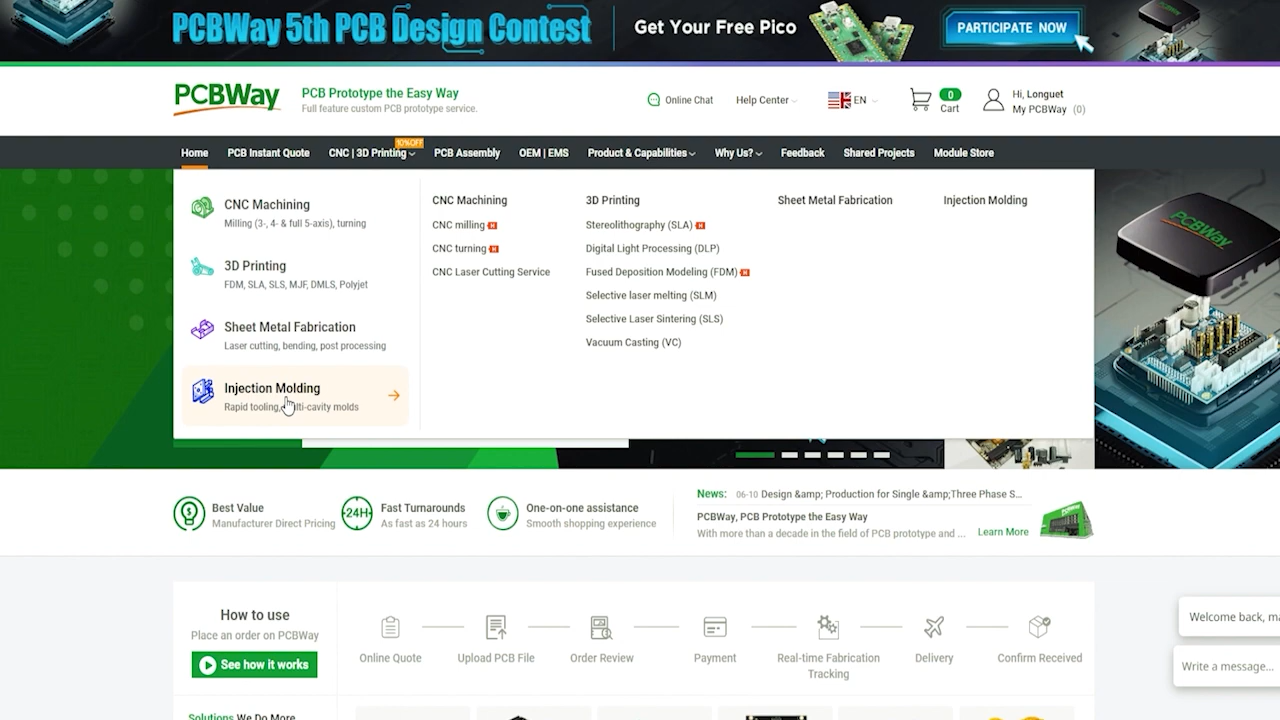 PCBWay 5th PCB Design Contest
Get Your Free Pico
PARTICIPATE NOW
PCBWay
PCB Prototype the Easy Way
Full feature custom PCB prototype service.
Online Chat
Help Center
EN
0
Cart
Hi, Longuet
My PCBWay (0)
10%OFF
Home
PCB Instant Quote
CNC | 3D Printing
PCB Assembly
OEM | EMS
Product & Capabilities
Why Us?
Feedback
Shared Projects
Module Store
CNC Machining
Milling (3-, 4- & full 5-axis), turning
3D Printing
FDM, SLA, SLS, MJF, DMLS, Polyjet
Sheet Metal Fabrication
Laser cutting, bending, post processing
Injection Molding
Rapid tooling, multi-cavity molds
CNC Machining
CNC milling H
CNC turning H
CNC Laser Cutting Service
3D Printing
Stereolithography (SLA) H
Digital Light Processing (DLP)
Fused Deposition Modeling (FDM) H
Selective laser melting (SLM)
Selective Laser Sintering (SLS)
Vacuum Casting (VC)
Sheet Metal Fabrication
Injection Molding
PCBWay
Best Value
Manufacturer Direct Pricing
24H
Fast Turnarounds
As fast as 24 hours
One-on-one assistance
Smooth shopping experience
News: 06-10 Design &amp; Production for Single &amp;Three Phase S...
PCBWay, PCB Prototype the Easy Way
With more than a decade in the field of PCB prototype and ...
Learn More
PCBWay
How to use
Place an order on PCBWay
See how it works
Online Quote
Upload PCB File
Order Review
Payment
Real-time Fabrication
Tracking
Delivery
Confirm Received
Welcome back, ma
Write a message...
Solutions We Do More